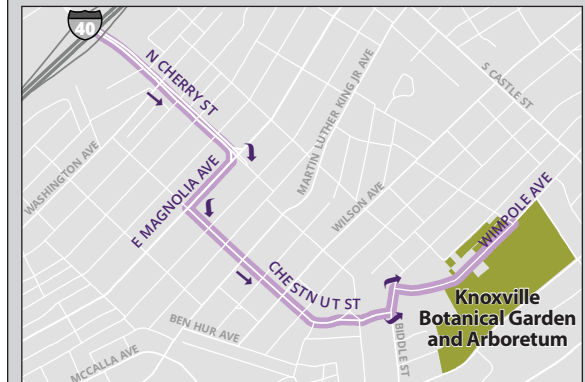 40
N CHERRY ST
S CASTLE ST
MARTIN LUTHER KING JR AVE
WASHINGTON AVE
E MAGNOLIA AVE
WILSON AVE
WIMPOLE AVE
CHESTNUT ST
Knoxville
Botanical Garden
and Arboretum
BEN HUR AVE
BIDDLE ST
MCCALLA AVE